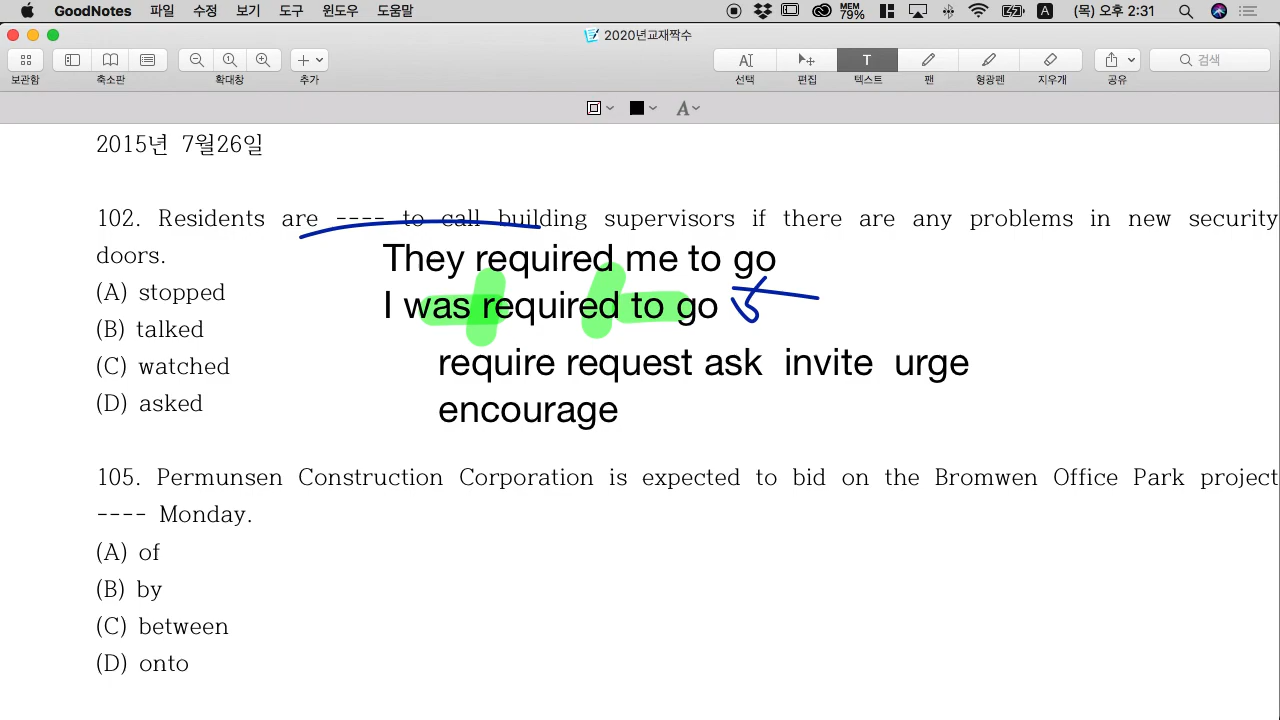 GoodNotes 파일 수정 보기 도구 윈도우 도움말 MEM 79% A (목) 오후 2:31
2020년교재짝수
보관함 축소판 확대창 추가 선택 편집 텍스트 펜 형광펜 지우개 공유 검색
2015년 7월26일
102. Residents are ---- to call building supervisors if there are any problems in new security
doors.
They required me to go
(A) stopped
I was required to go
(B) talked
(C) watched
require request ask invite urge
(D) asked
encourage
105. Permunsen Construction Corporation is expected to bid on the Bromwen Office Park project
---- Monday.
(A) of
(B) by
(C) between
(D) onto